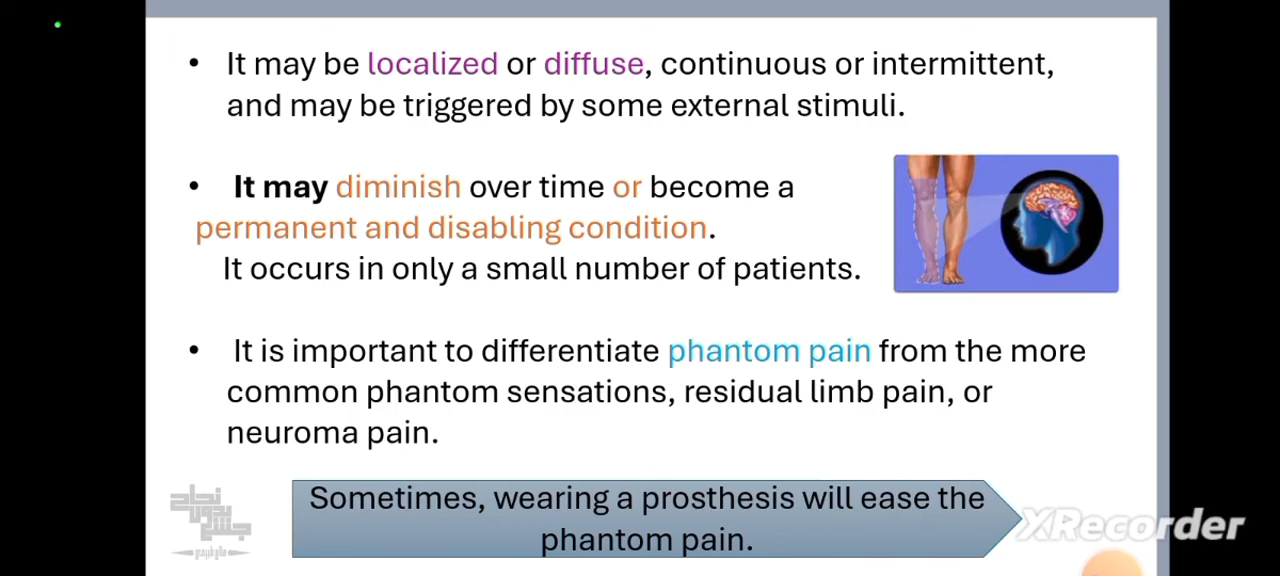 • It may be localized or diffuse, continuous or intermittent,
and may be triggered by some external stimuli.
• It may diminish over time or become a
permanent and disabling condition.
It occurs in only a small number of patients.
• It is important to differentiate phantom pain from the more
common phantom sensations, residual limb pain, or
neuroma pain.
Sometimes, wearing a prosthesis will ease the
phantom pain.
XRecorder